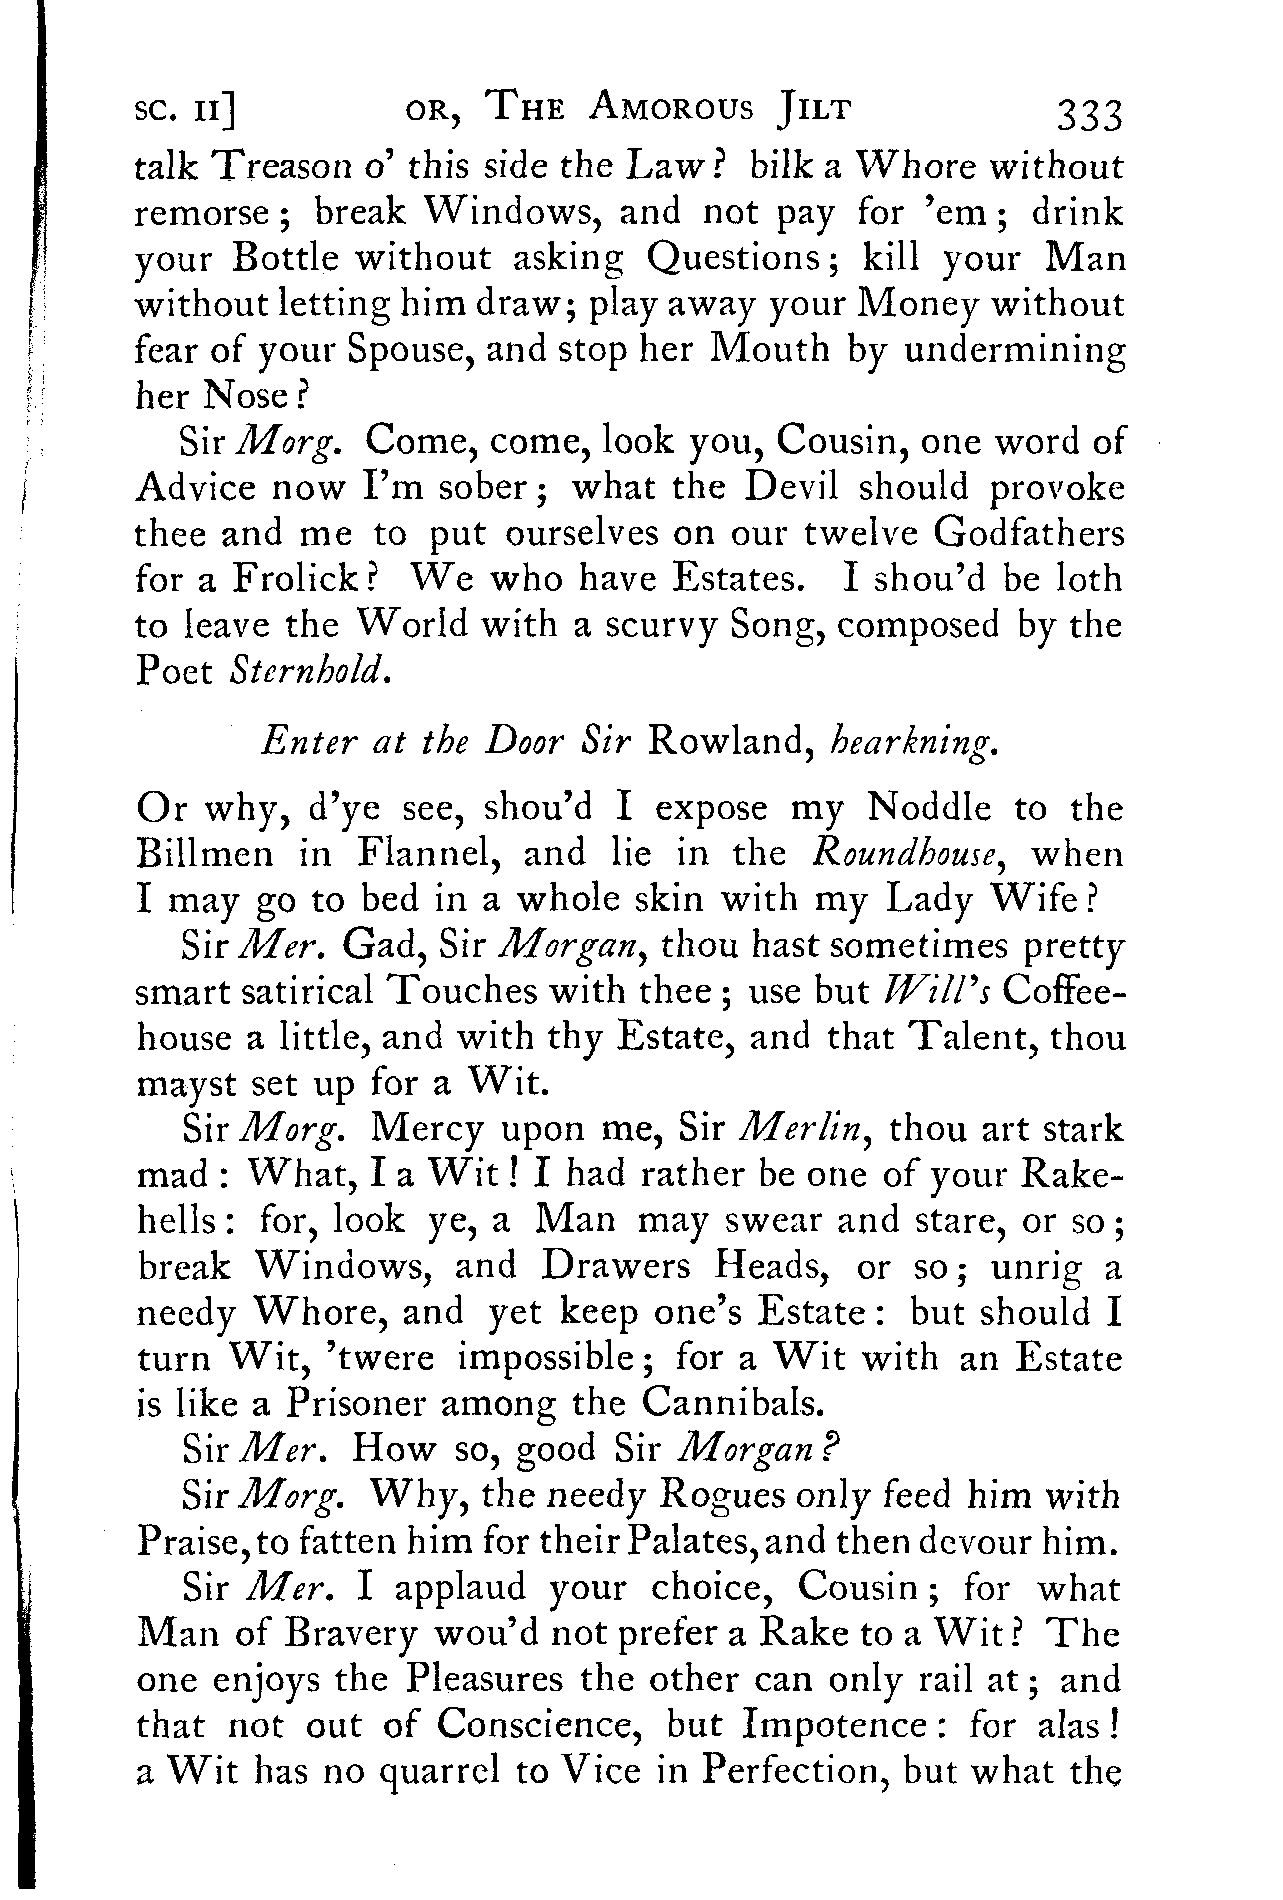 SC. II] OR, THE AMOROUS JILT 333
talk Treason o' this side the Law? bilk a Whore without
remorse; break Windows, and not pay for 'em; drink
your Bottle without asking Questions; kill your Man
without letting him draw; play away your Money without
fear of your Spouse, and stop her Mouth by undermining
her Nose?
Sir Morg. Come, come, look you, Cousin, one word of
Advice now I'm sober; what the Devil should provoke
thee and me to put ourselves on our twelve Godfathers
for a Frolick? We who have Estates. I shou'd be loth
to leave the World with a scurvy Song, composed by the
Poet Sternhold.
Enter at the Door Sir Rowland, hearkning.
Or why, d'ye see, shou'd I expose my Noddle to the
Billmen in Flannel, and lie in the Roundhouse, when
I may go to bed in a whole skin with my Lady Wife?
Sir Mer. Gad, Sir Morgan, thou hast sometimes pretty
smart satirical Touches with thee; use but Will's Coffee-
house a little, and with thy Estate, and that Talent, thou
mayst set up for a Wit.
Sir Morg. Mercy upon me, Sir Merlin, thou art stark
mad: What, I a Wit! I had rather be one of your Rake-
hells: for, look ye, a Man may swear and stare, or so;
break Windows, and Drawers Heads, or so; unrig a
needy Whore, and yet keep one's Estate: but should I
turn Wit, 'twere impossible; for a Wit with an Estate
is like a Prisoner among the Cannibals.
Sir Mer. How so, good Sir Morgan?
Sir Morg. Why, the needy Rogues only feed him with
Praise, to fatten him for their Palates, and then devour him.
Sir Mer. I applaud your choice, Cousin; for what
Man of Bravery wou'd not prefer a Rake to a Wit? The
one enjoys the Pleasures the other can only rail at; and
that not out of Conscience, but Impotence: for alas!
a Wit has no quarrel to Vice in Perfection, but what the